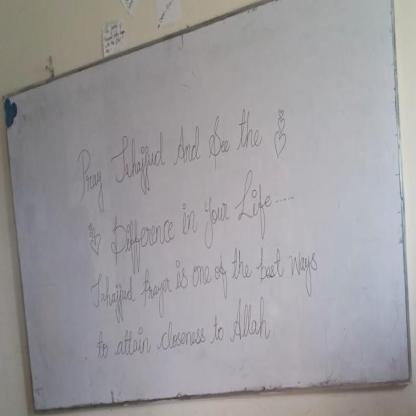 Pray Tahajjud And See the
Difference in Your Life....
Tahajjud Prayer is one of the best ways
to attain closeness to Allah